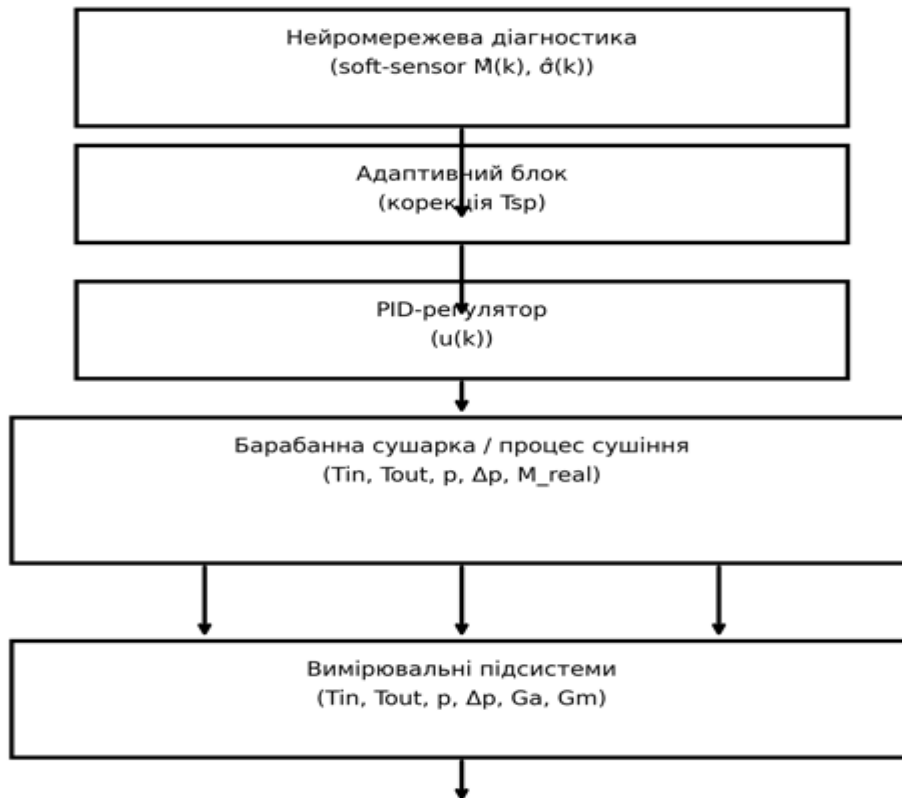 Нейромережева діагностика
(soft-sensor M̂(k), σ̂(k))
Адаптивний блок
(корекція Tsp)
PID-регулятор
(u(k))
Барабанна сушарка / процес сушіння
(Tin, Tout, p, Δp, M_real)
Вимірювальні підсистеми
(Tin, Tout, p, Δp, Ga, Gm)